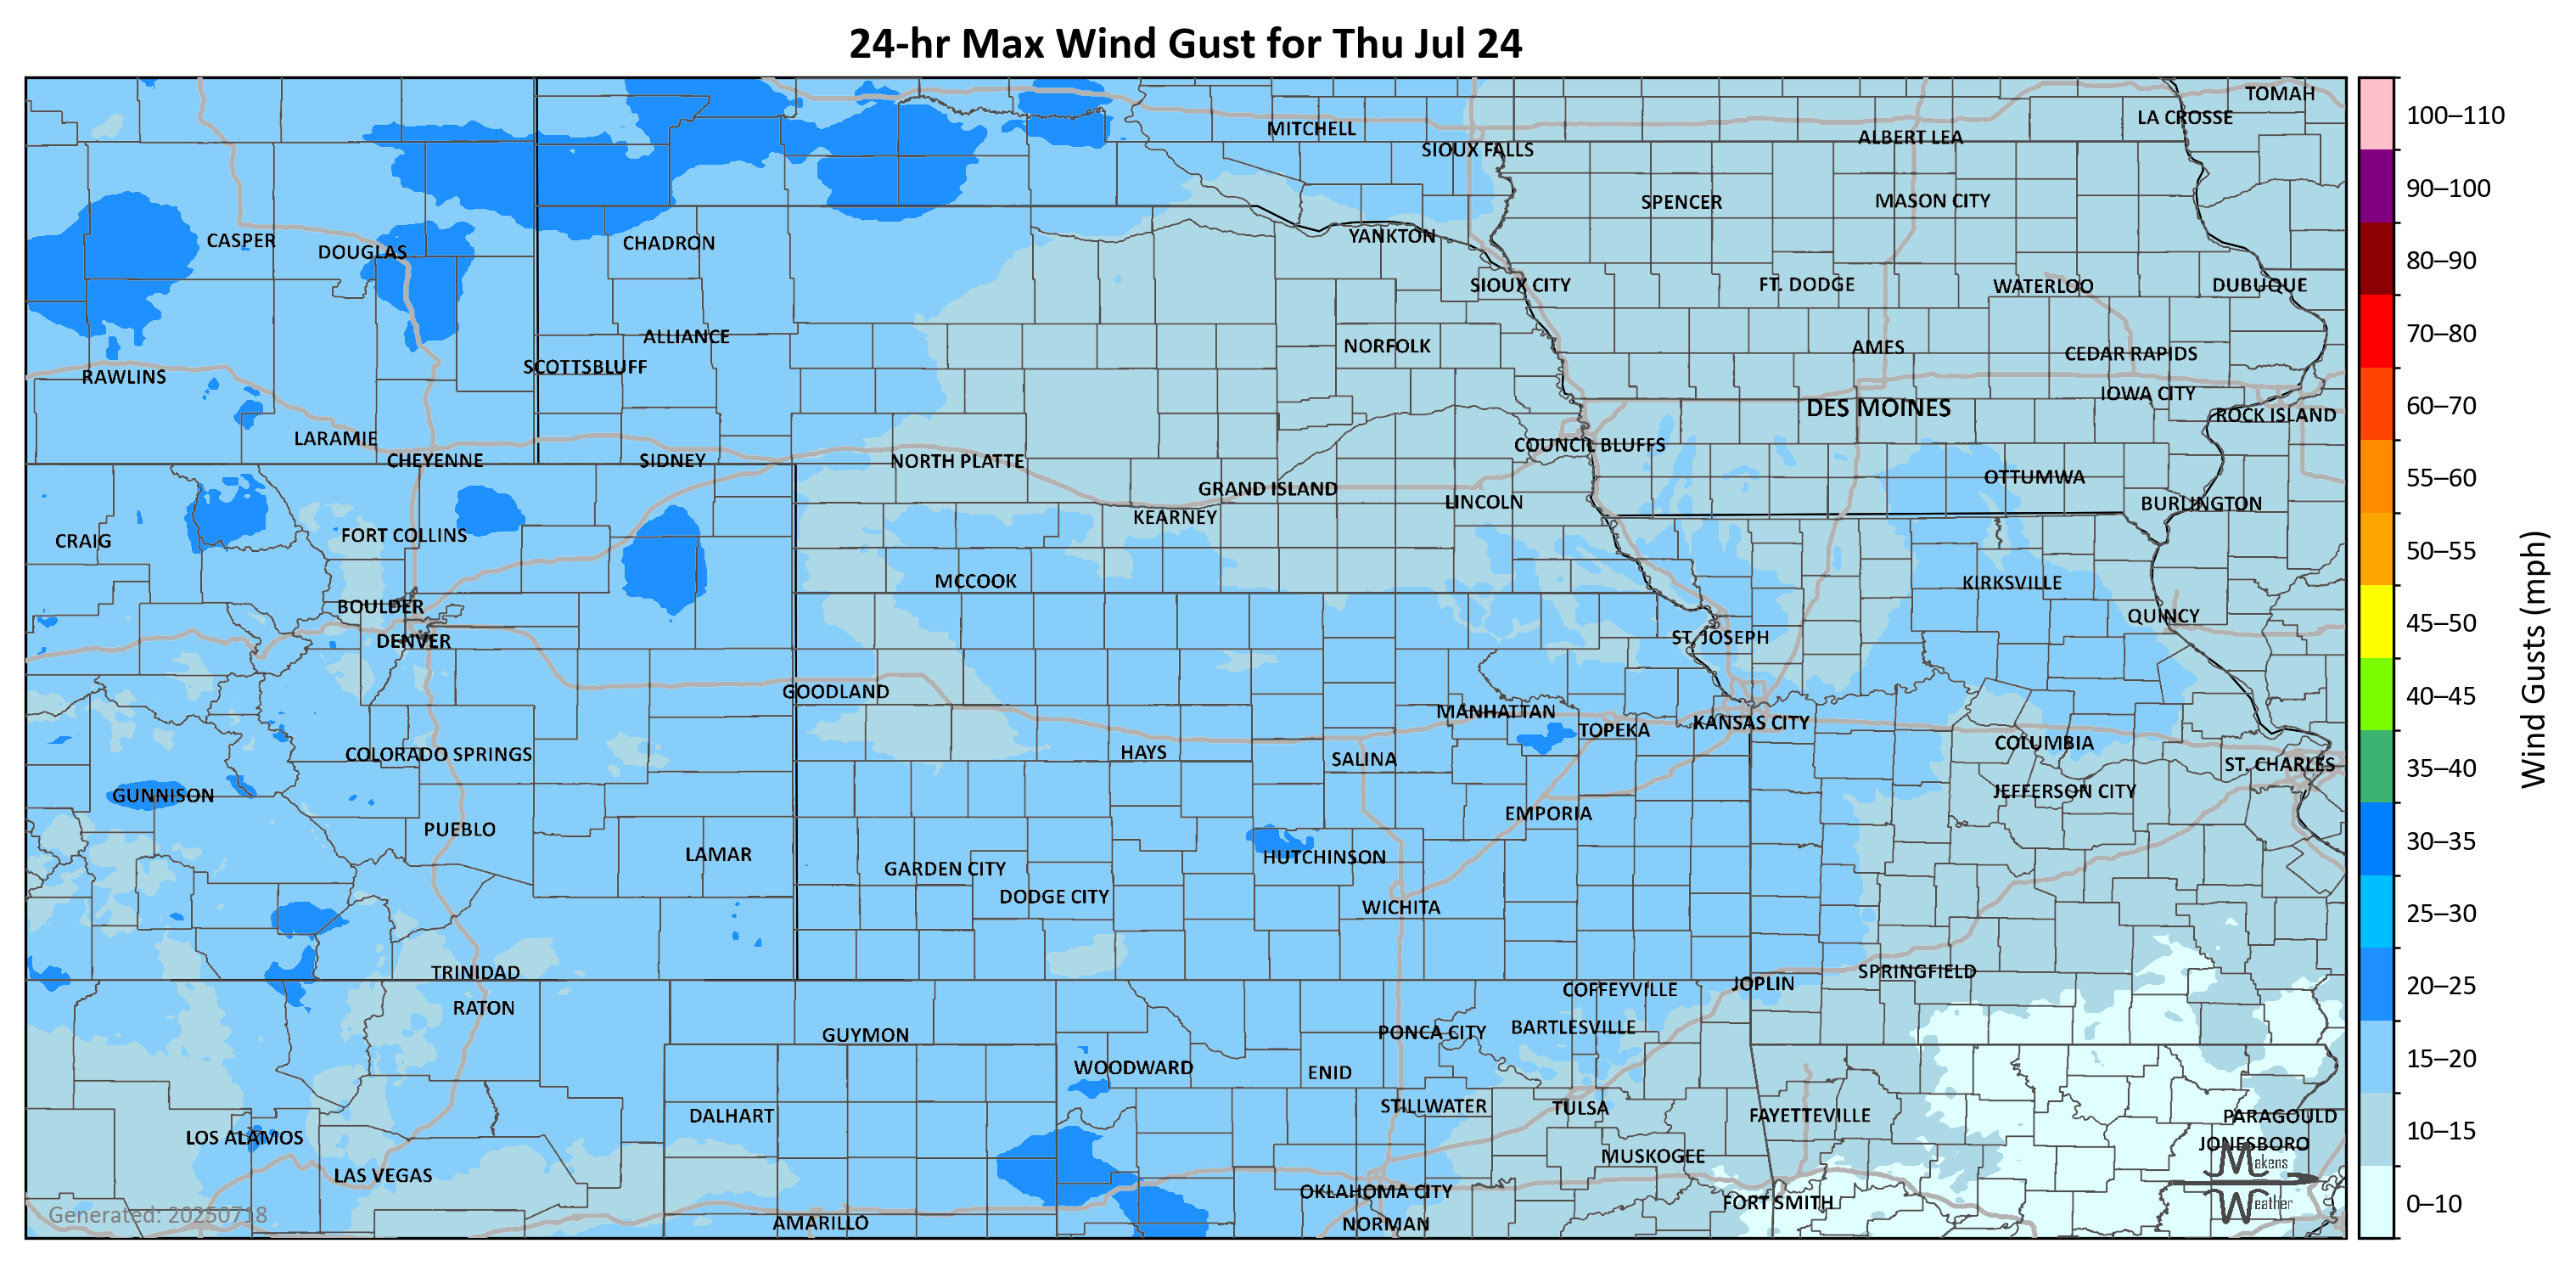 24-hr Max Wind Gust for Thu Jul 24
TOMAH
LA CROSSE
MITCHELL
ALBERT LEA
SIOUX FALLS
SPENCER
MASON CITY
CASPER
DOUGLAS
CHADRON
YANKTON
SIOUX CITY
FT. DODGE
WATERLOO
DUBUQUE
ALLIANCE
NORFOLK
AMES
CEDAR RAPIDS
SCOTTSBLUFF
RAWLINS
IOWA CITY
DES MOINES
ROCK ISLAND
LARAMIE
COUNCIL BLUFFS
CHEYENNE
SIDNEY
NORTH PLATTE
OTTUMWA
GRAND ISLAND
LINCOLN
BURLINGTON
KEARNEY
FORT COLLINS
CRAIG
MCCOOK
KIRKSVILLE
BOULDER
QUINCY
DENVER
ST. JOSEPH
GOODLAND
MANHATTAN
TOPEKA
KANSAS CITY
COLUMBIA
COLORADO SPRINGS
HAYS
SALINA
ST. CHARLES
GUNNISON
JEFFERSON CITY
EMPORIA
PUEBLO
LAMAR
HUTCHINSON
GARDEN CITY
DODGE CITY
WICHITA
TRINIDAD
SPRINGFIELD
JOPLIN
COFFEYVILLE
RATON
GUYMON
PONCA CITY
BARTLESVILLE
WOODWARD
ENID
STILLWATER
TULSA
DALHART
FAYETTEVILLE
PARAGOULD
LOS ALAMOS
JONESBORO
MUSKOGEE
LAS VEGAS
OKLAHOMA CITY
FORT SMITH
AMARILLO
NORMAN
Makens
Weather
Generated: 20250718
100–110
90–100
80–90
70–80
60–70
55–60
50–55
45–50
40–45
35–40
30–35
25–30
20–25
15–20
10–15
0–10
Wind Gusts (mph)